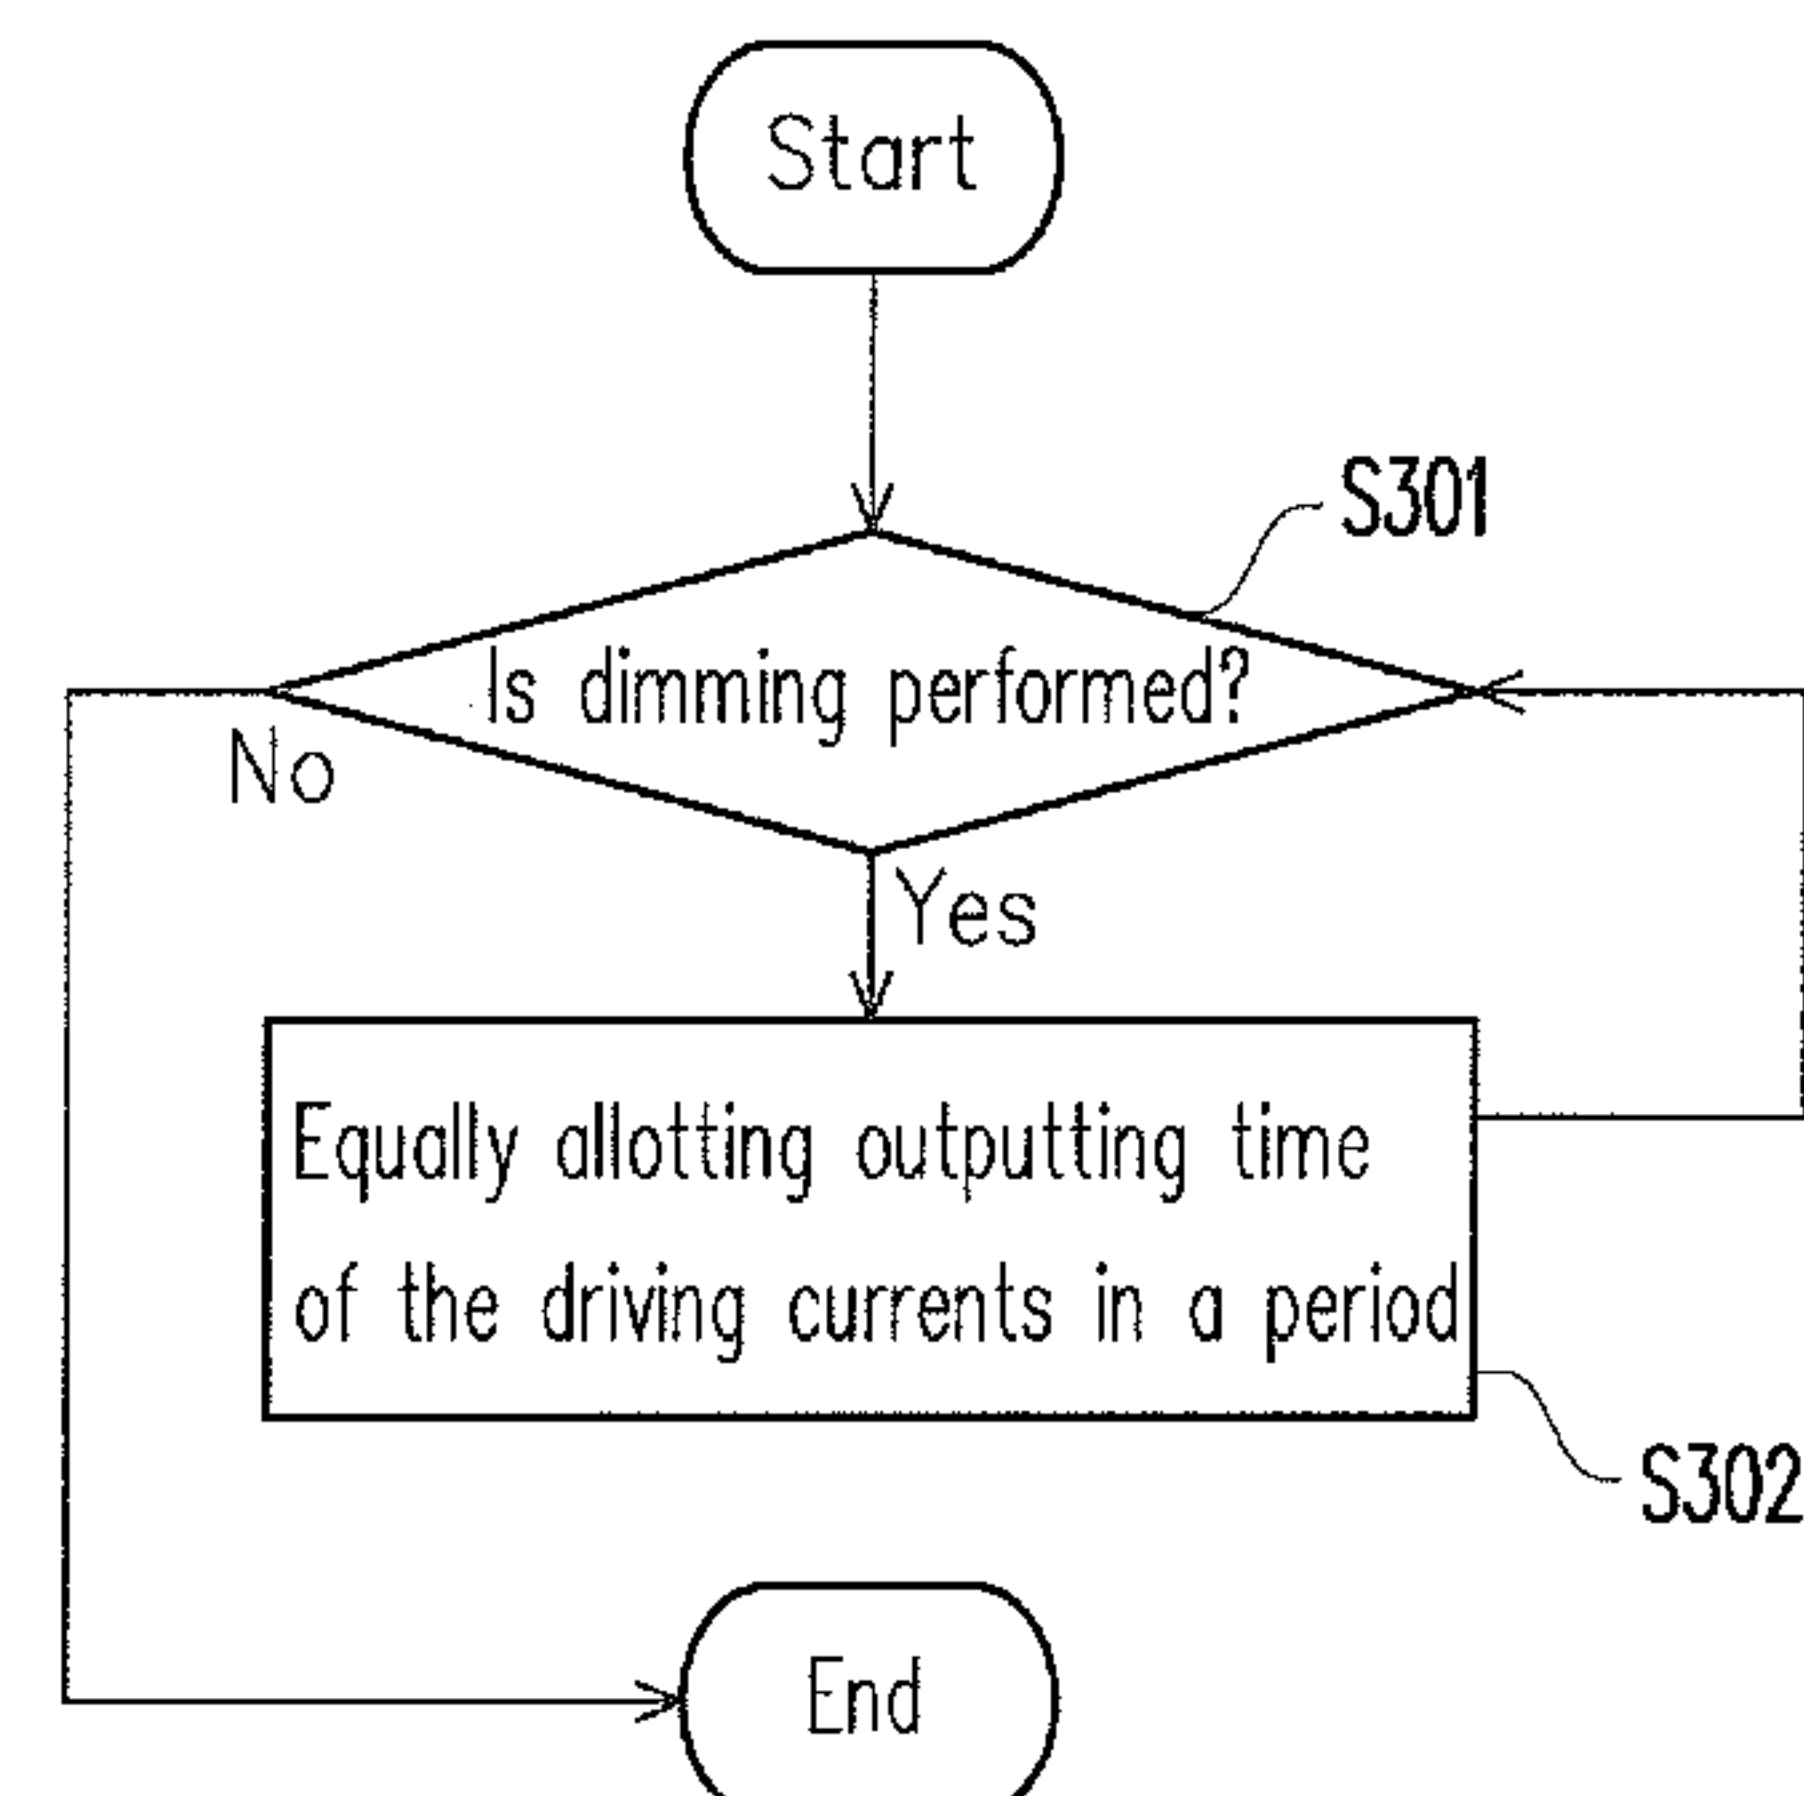 Start
S301
Is dimming performed?
No
Yes
Equally allotting outputting time
of the driving currents in a period
S302
End